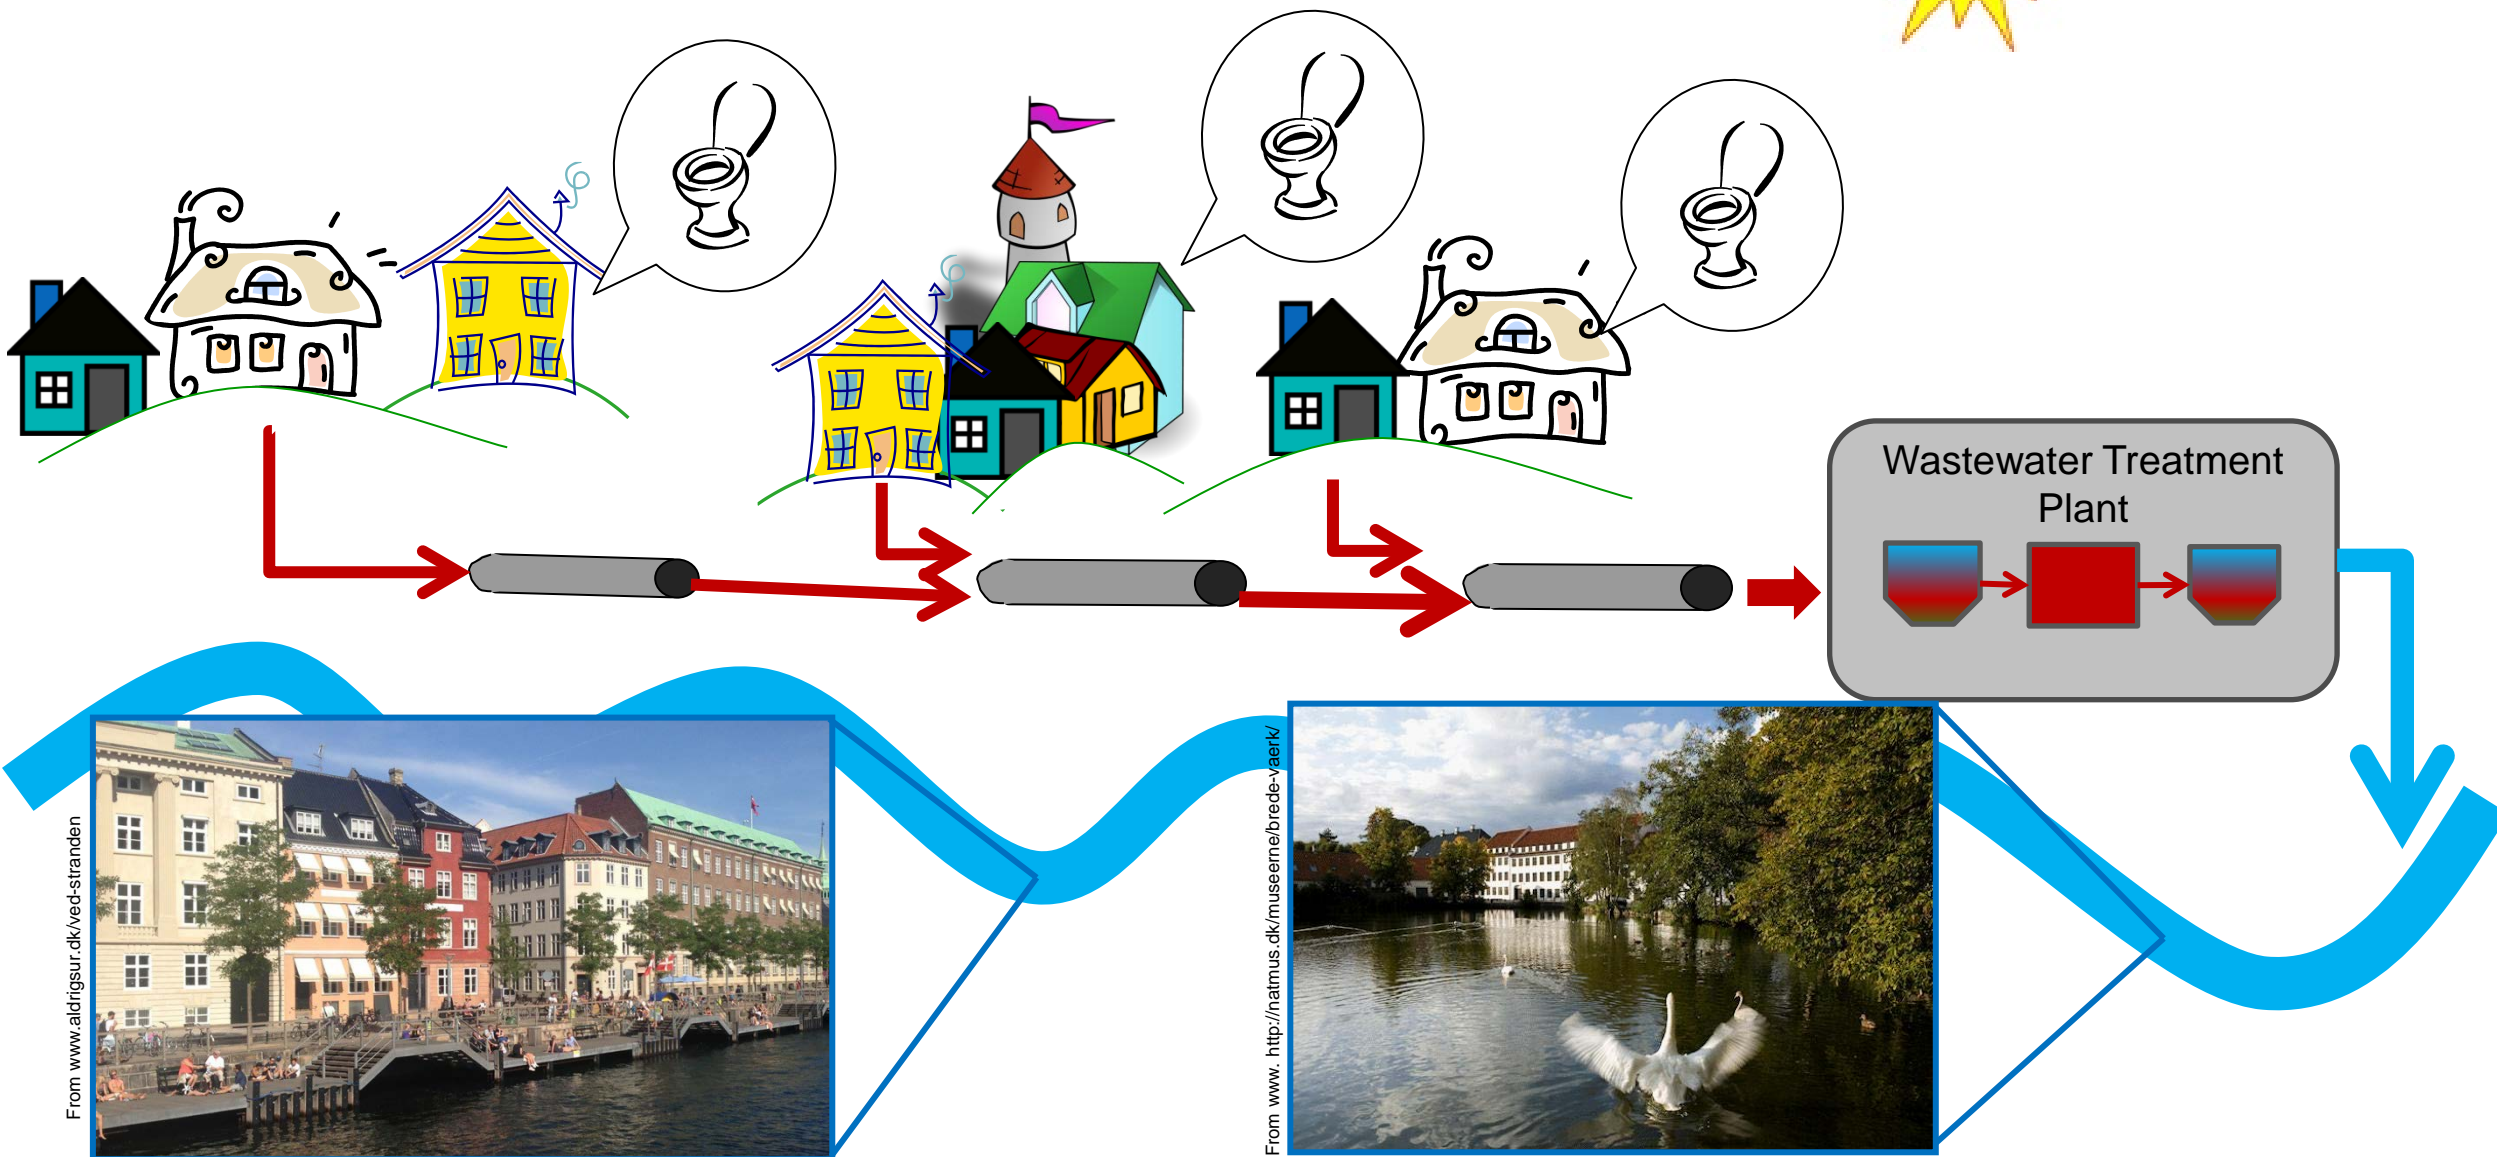 Wastewater Treatment
Plant
From www.aldrigsur.dk/ved-stranden
From www. http://natmus.dk/museerne/brede-vaerk/